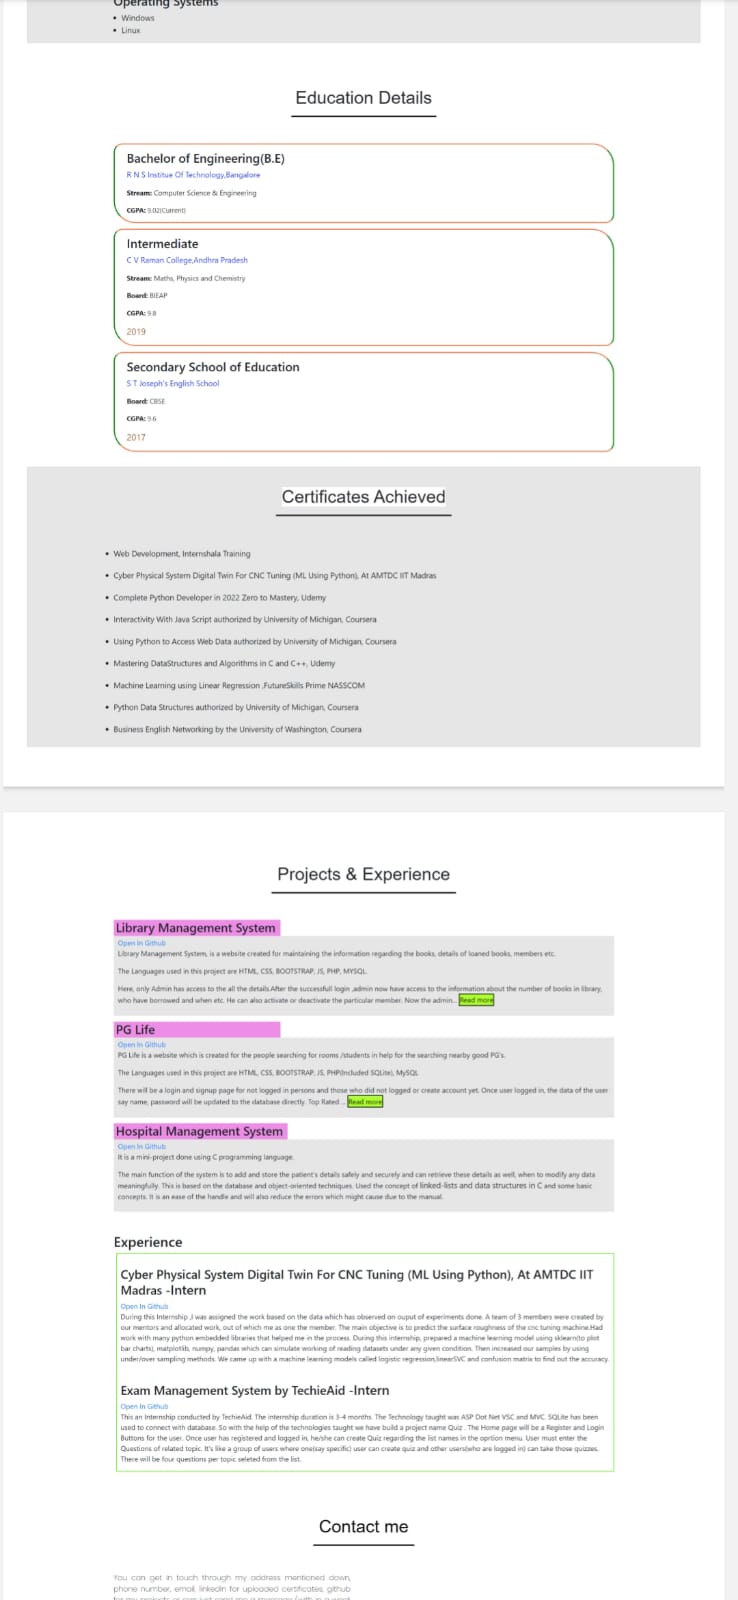 Operating Systems
• Windows
• Linux
Education Details
Bachelor of Engineering(B.E)
R N S Institue Of Technology,Bangalore
Stream: Computer Science & Engineering
CGPA: 9.02(Current)
Intermediate
C V Raman College,Andhra Pradesh
Stream: Maths, Physics and Chemistry
Board: BIEAP
CGPA: 9.8
2019
Secondary School of Education
S T Joseph's English School
Board: CBSE
CGPA: 9.6
2017
Certificates Achieved
• Web Development, Internshala Training
• Cyber Physical System Digital Twin For CNC Tuning (ML Using Python), At AMTDC IIT Madras
• Complete Python Developer in 2022 Zero to Mastery, Udemy
• Interactivity With Java Script authorized by University of Michigan, Coursera
• Using Python to Access Web Data authorized by University of Michigan, Coursera
• Mastering DataStructures and Algorithms in C and C++, Udemy
• Machine Learning using Linear Regression ,FutureSkills Prime NASSCOM
• Python Data Structures authorized by University of Michigan, Coursera
• Business English Networking by the University of Washington, Coursera
Projects & Experience
Library Management System
Open In Github
Library Management System, is a website created for maintaining the information regarding the books, details of loaned books, members etc.
The Languages used in this project are HTML, CSS, BOOTSTRAP, JS, PHP, MYSQL.
Here, only Admin has access to the all the details.After the successfull login ,admin now have access to the information about the number of books in library,
who have borrowed and when etc. He can also activate or deactivate the particular member. Now the admin... Read more
PG Life
Open In Github
PG Life is a website which is created for the people searching for rooms /students in help for the searching nearby good PG's.
The Languages used in this project are HTML, CSS, BOOTSTRAP, JS, PHP(Included SQLite), MySQL
There will be a login and signup page for not logged in persons and those who did not logged or create account yet. Once user logged in, the data of the user
say name, password will be updated to the database directly. Top Rated ... Read more
Hospital Management System
Open In Github
It is a mini-project done using C programming language.
The main function of the system is to add and store the patient's details safely and securely and can retrieve these details as well, when to modify any data
meaningfully. This is based on the database and object-oriented techniques. Used the concept of linked-lists and data structures in C and some basic
concepts. It is an ease of the handle and will also reduce the errors which might cause due to the manual.
Experience
Cyber Physical System Digital Twin For CNC Tuning (ML Using Python), At AMTDC IIT
Madras -Intern
Open In Github
During this Internship ,I was assigned the work based on the data which has observed on ouput of experiments done. A team of 3 members were created by
our mentors and allocated work, out of which me as one the member. The main objective is to predict the surface roughness of the cnc tuning machine.Had
work with many python embedded libraries that helped me in the process. During this internship, prepared a machine learning model using sklearn(to plot
bar charts), matplotlib, numpy, pandas which can simulate working of reading datasets under any given condition. Then increased our samples by using
under/over sampling methods. We came up with a machine learning models called logistic regression,linearSVC and confusion matrix to find out the accuracy.
Exam Management System by TechieAid -Intern
Open In Github
This an Internship conducted by TechieAid. The internship duration is 3-4 months. The Technology taught was ASP Dot Net VSC and MVC. SQLite has been
used to connect with database. So with the help of the technologies taught we have build a project name Quiz . The Home page will be a Register and Login
Buttons for the user. Once user has registered and logged in, he/she can create Quiz regarding the list names in the oprtion menu. User must enter the
Questions of related topic. It's like a group of users where one(say specific) user can create quiz and other users(who are logged in) can take those quizzes.
There will be four questions per topic seleted from the list.
Contact me
You can get in touch through my address mentioned down,
phone number, email, linkedin for uploaded certificates, github